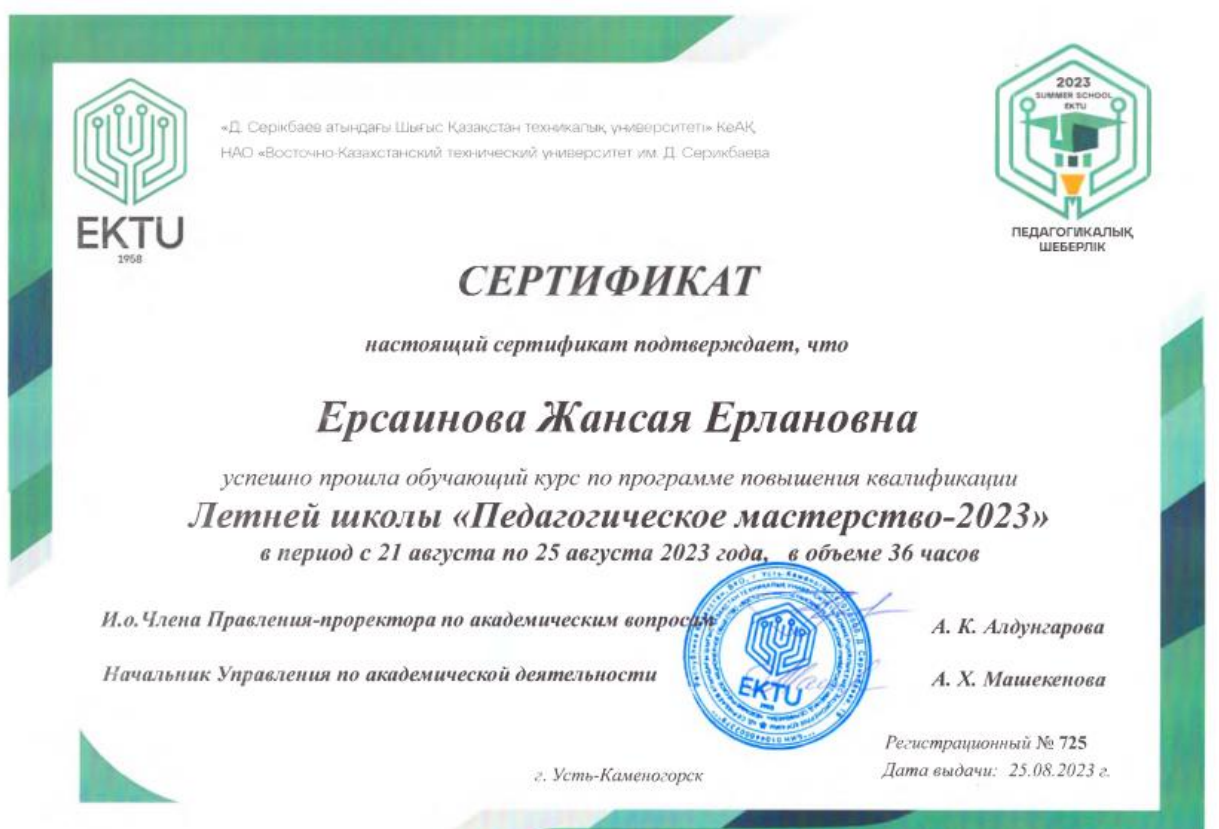 «Д. Серікбаев атындағы Шығыс Қазақстан техникалық университеті» КеАҚ
НАО «Восточно-Казахстанский технический университет им. Д. Серикбаева
2023
SUMMER SCHOOL
EKTU
ПЕДАГОГИКАЛЫҚ
ШЕБЕРЛІК
EKTU
1958
СЕРТИФИКАТ
настоящий сертификат подтверждает, что
Ерсаинова Жансая Ерлановна
успешно прошла обучающий курс по программе повышения квалификации
Летней школы «Педагогическое мастерство-2023»
в период с 21 августа по 25 августа 2023 года, в объеме 36 часов
И.о.Члена Правления-проректора по академическим вопросам
А. К. Алдунгарова
Начальник Управления по академической деятельности
А. Х. Машекенова
EKTU
Регистрационный № 725
г. Усть-Каменогорск
Дата выдачи: 25.08.2023 г.